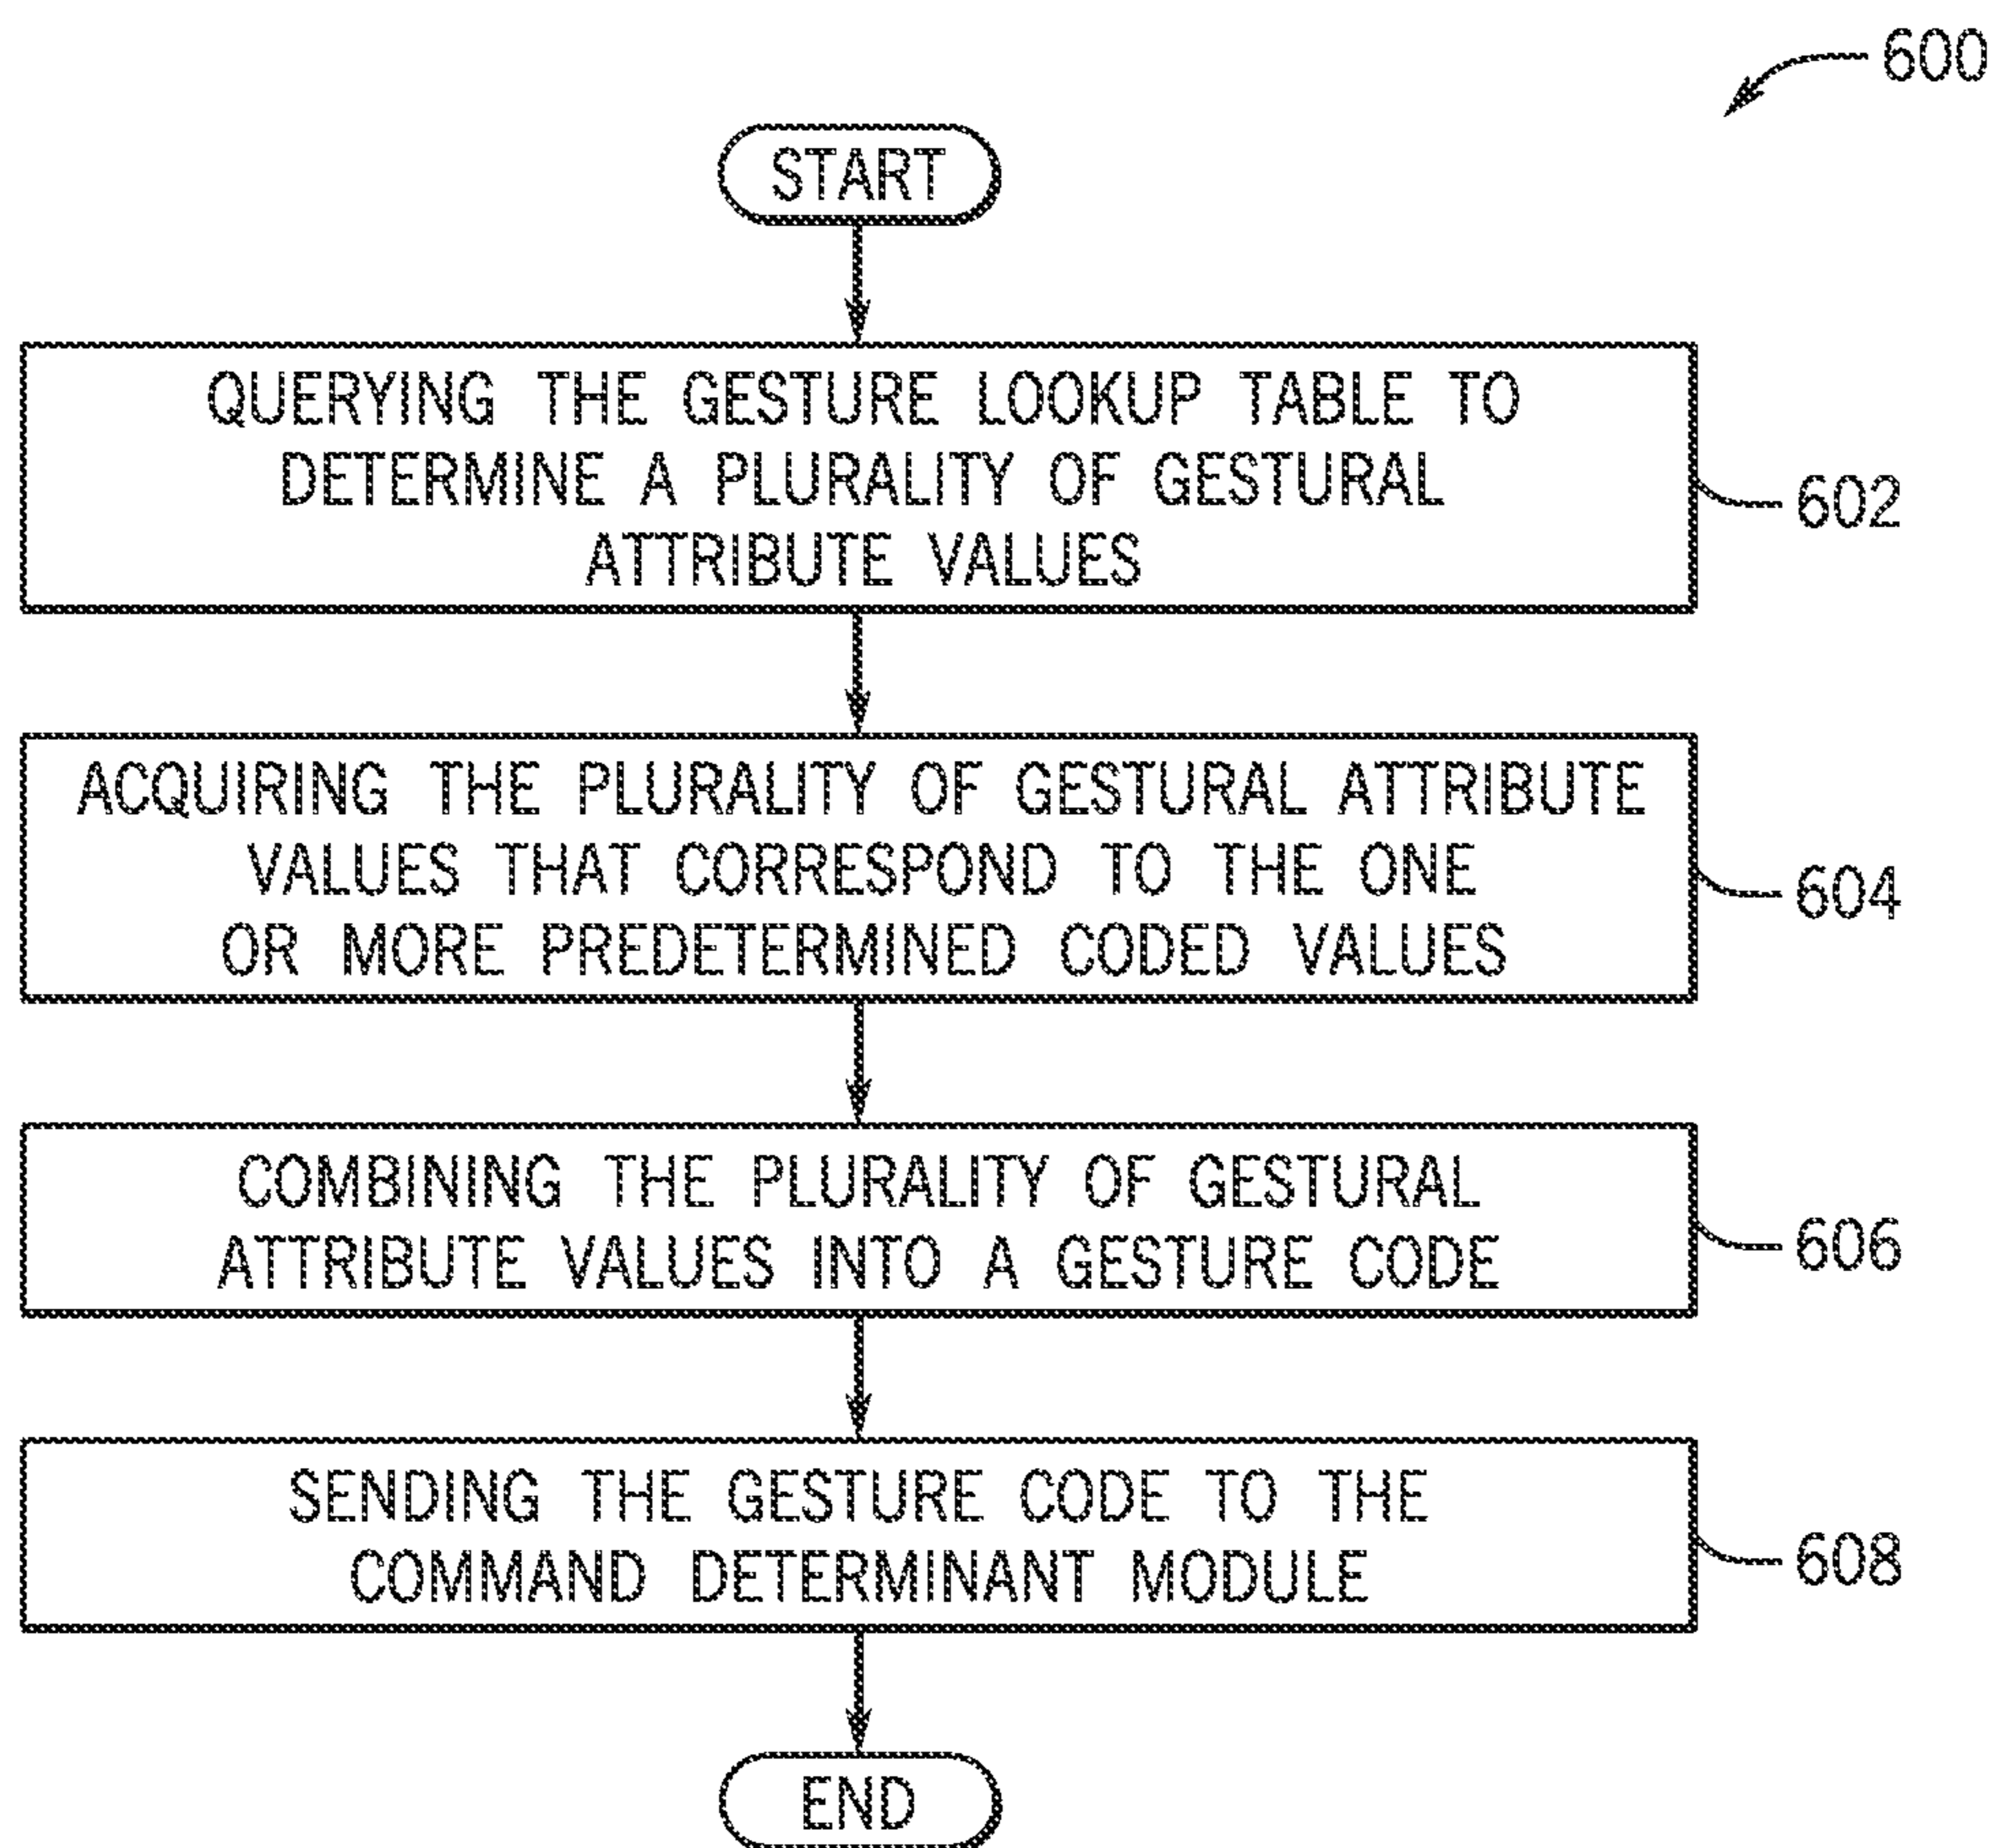 600
START
QUERYING THE GESTURE LOOKUP TABLE TO
DETERMINE A PLURALITY OF GESTURAL
ATTRIBUTE VALUES
602
ACQUIRING THE PLURALITY OF GESTURAL ATTRIBUTE
VALUES THAT CORRESPOND TO THE ONE
OR MORE PREDETERMINED CODED VALUES
604
COMBINING THE PLURALITY OF GESTURAL
ATTRIBUTE VALUES INTO A GESTURE CODE
606
SENDING THE GESTURE CODE TO THE
COMMAND DETERMINANT MODULE
608
END